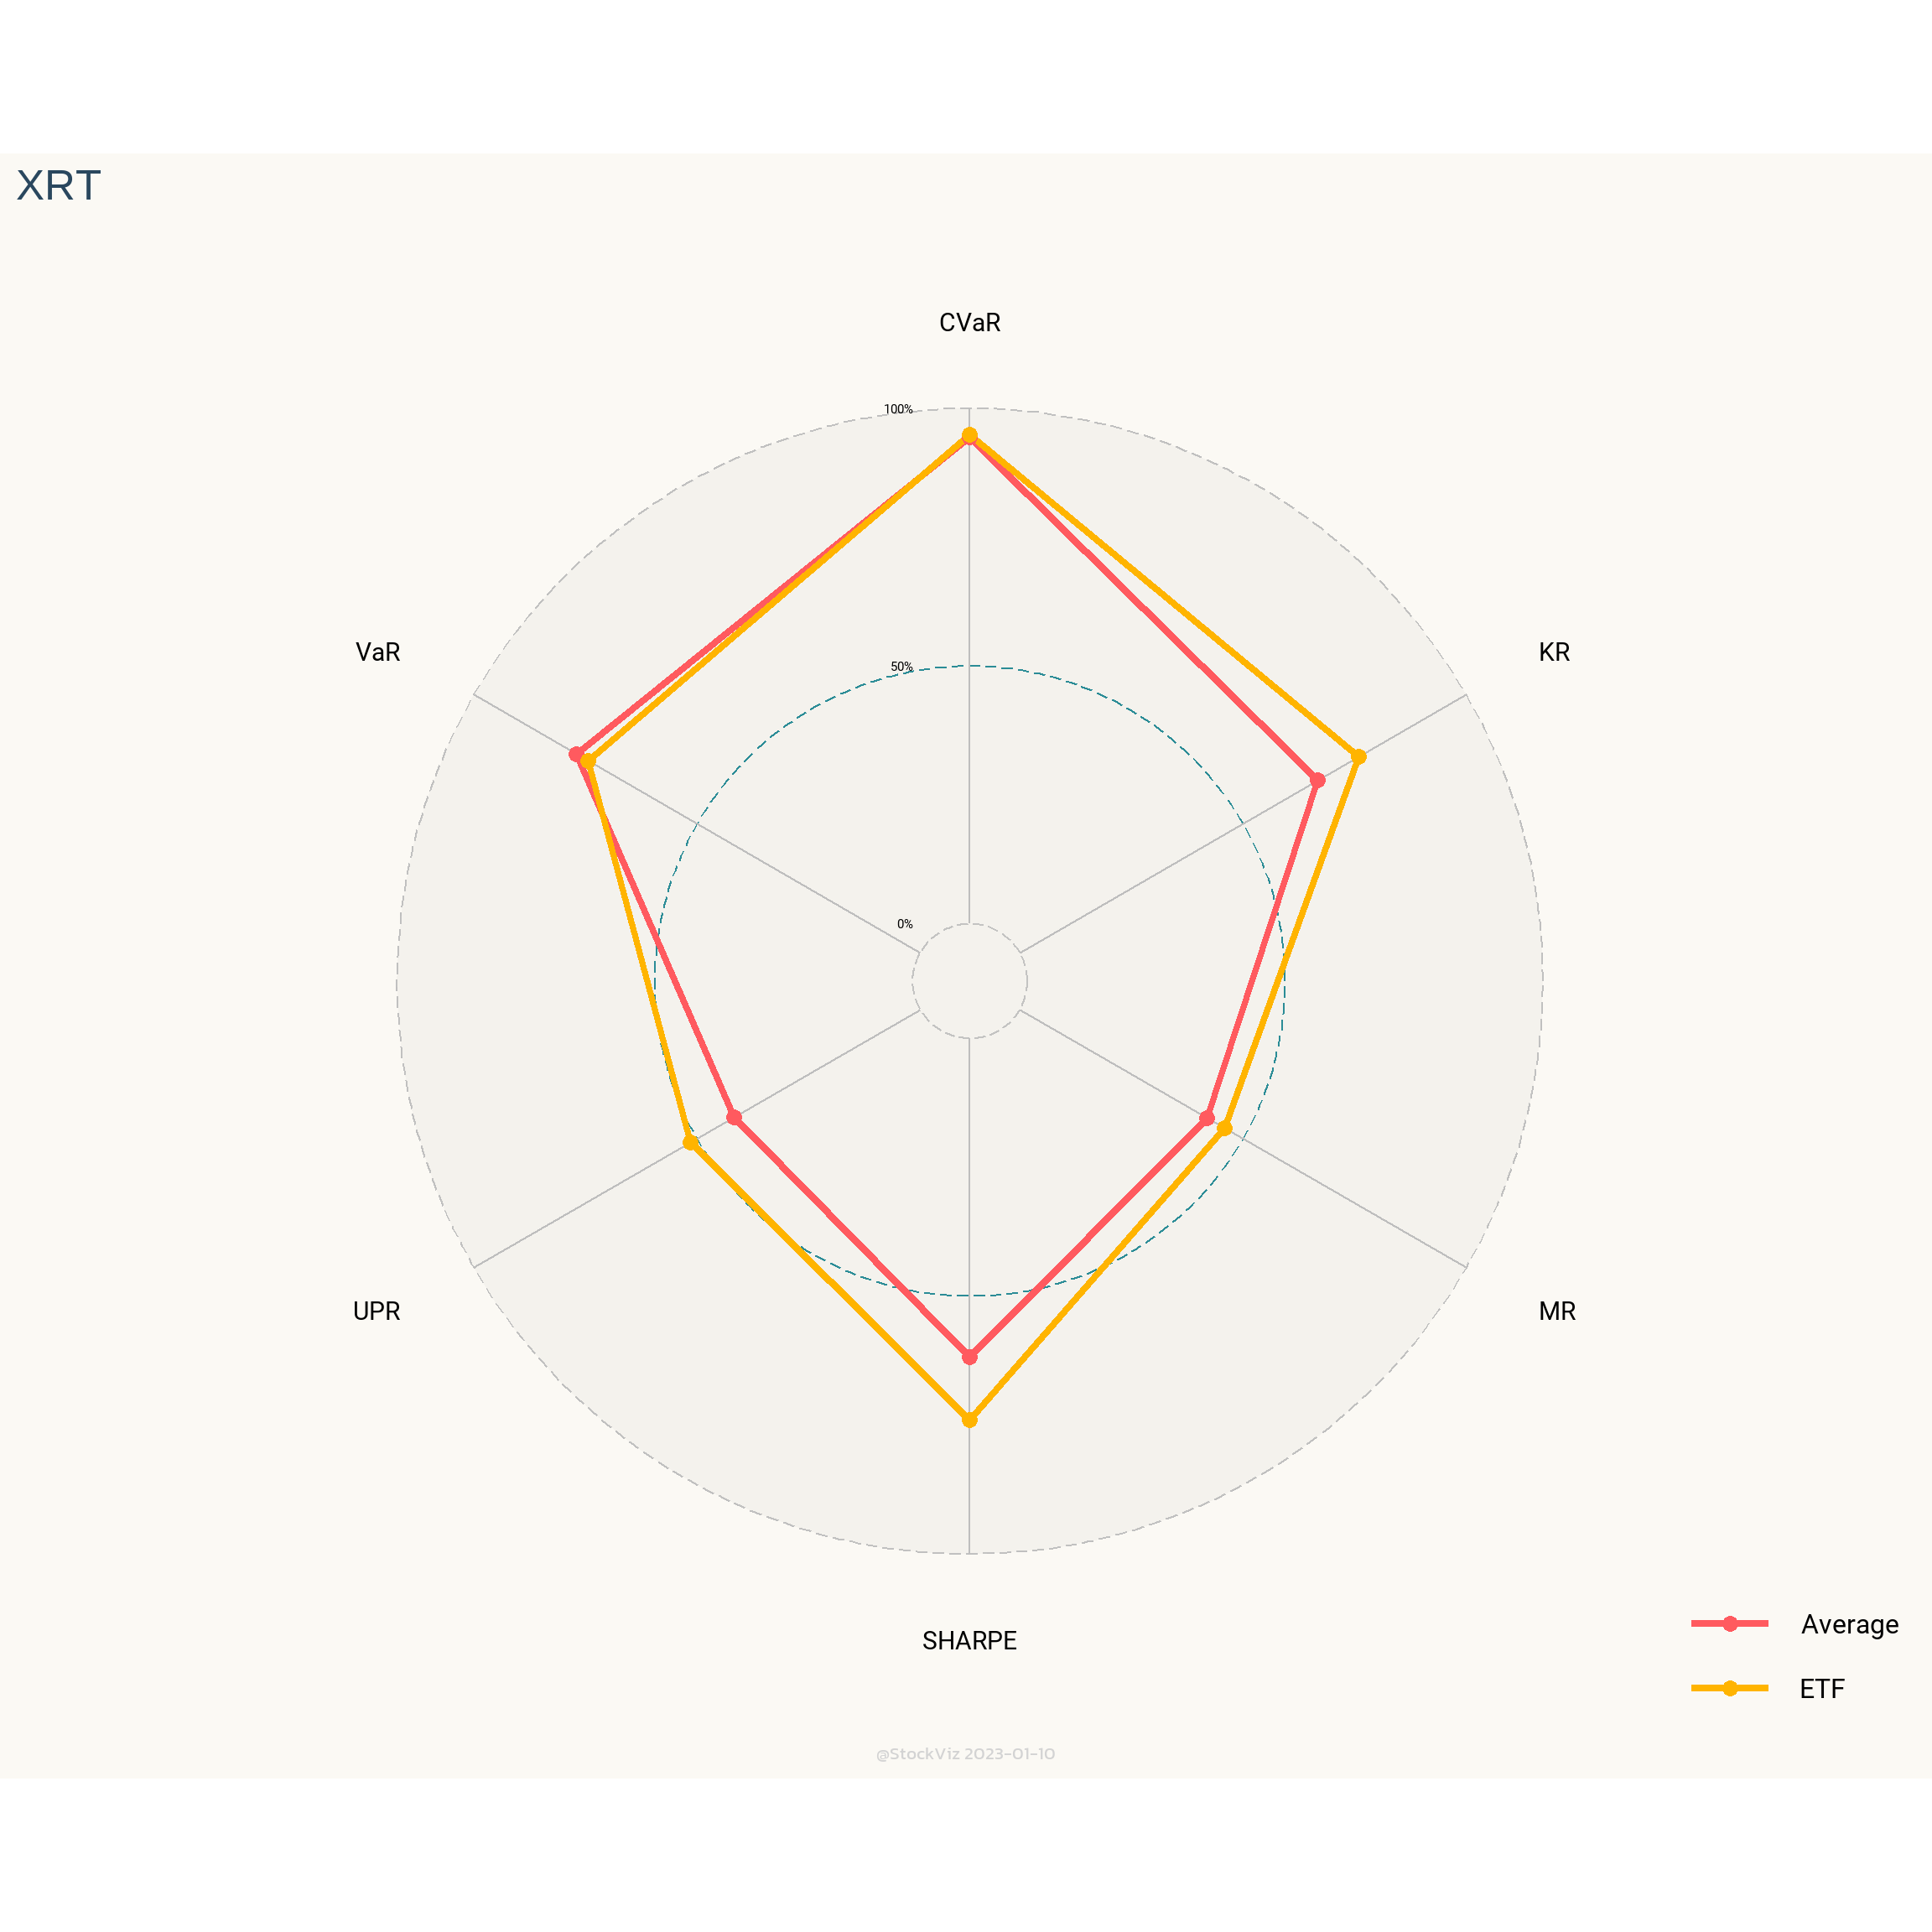 XRT
CVaR
100%
VaR
KR
50%
0%
UPR
MR
SHARPE
Average
ETF
@StockViz 2023-01-10